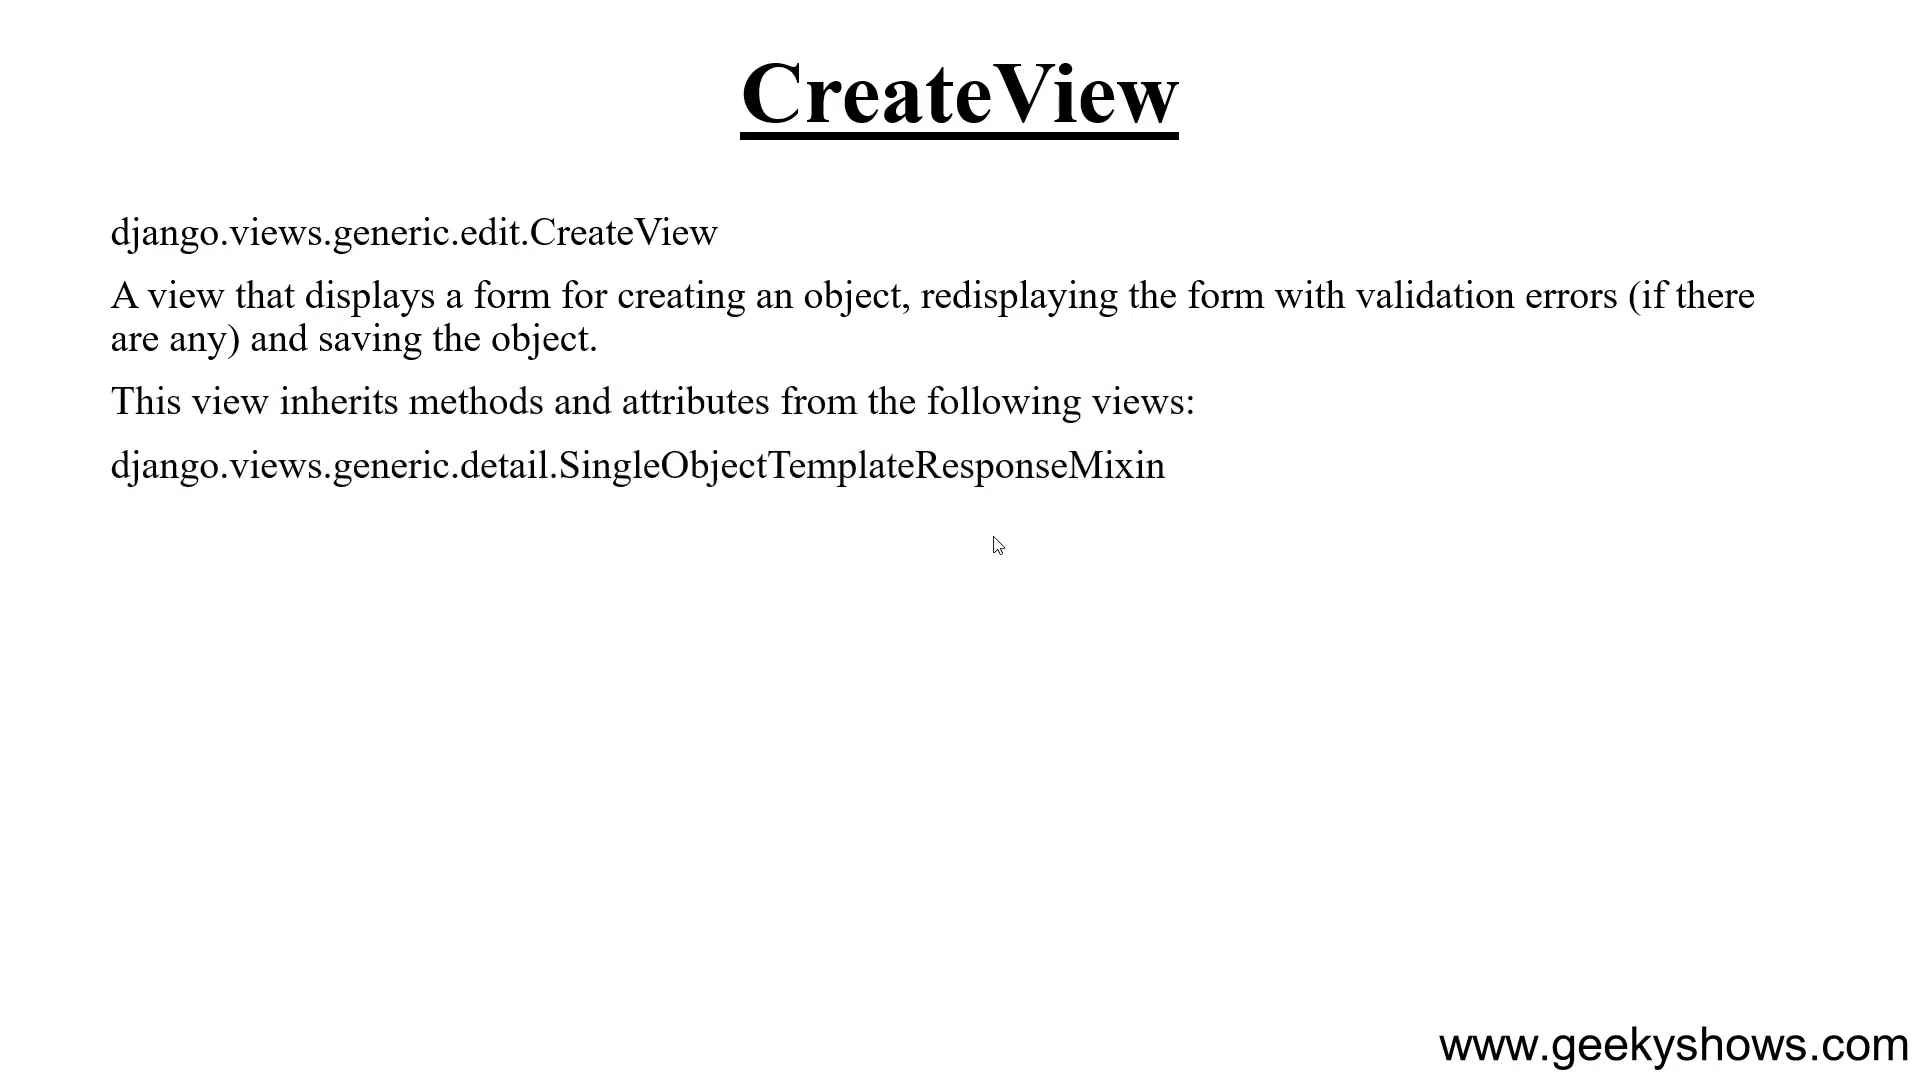 CreateView
django.views.generic.edit.CreateView
A view that displays a form for creating an object, redisplaying the form with validation errors (if there
are any) and saving the object.
This view inherits methods and attributes from the following views:
django.views.generic.detail.SingleObjectTemplateResponseMixin
www.geekyshows.com